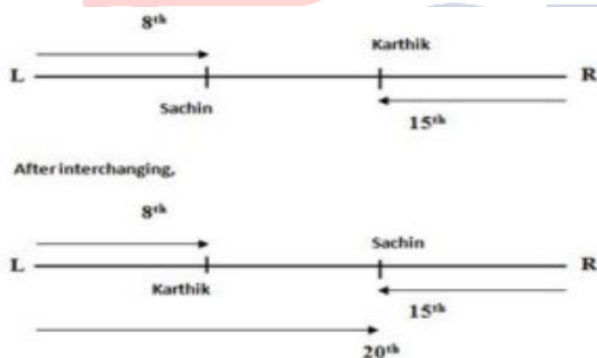 8th
Karthik
L R
Sachin
15th
After interchanging,
8th
Sachin
L R
Karthik
15th
20th